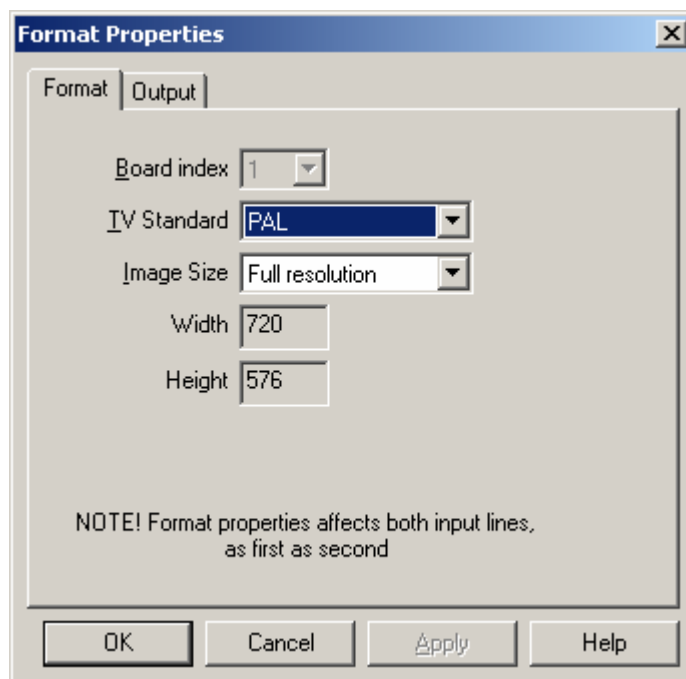 Format Properties
Format Output
Board index 1
TV Standard PAL
Image Size Full resolution
Width 720
Height 576
NOTE! Format properties affects both input lines,
as first as second
OK Cancel Apply Help